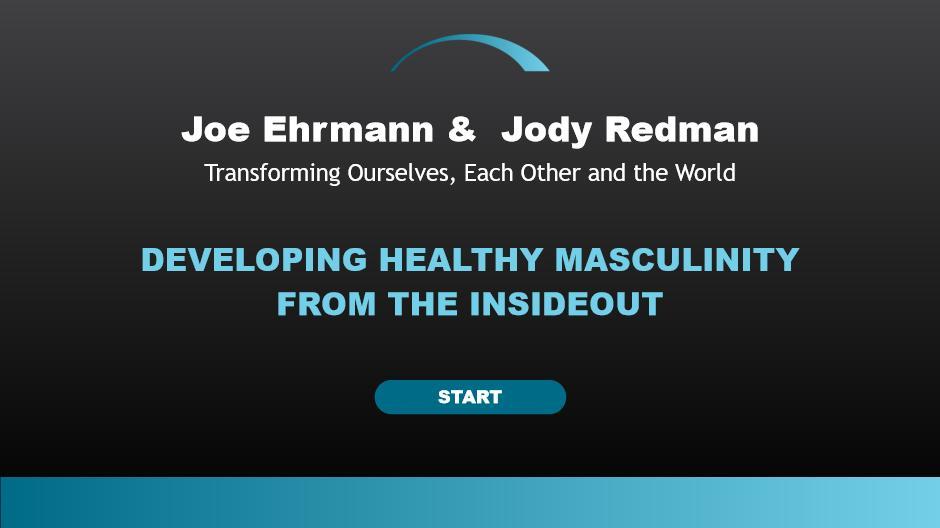 Joe Ehrmann & Jody Redman
Transforming Ourselves, Each Other and the World
DEVELOPING HEALTHY MASCULINITY
FROM THE INSIDEOUT
START